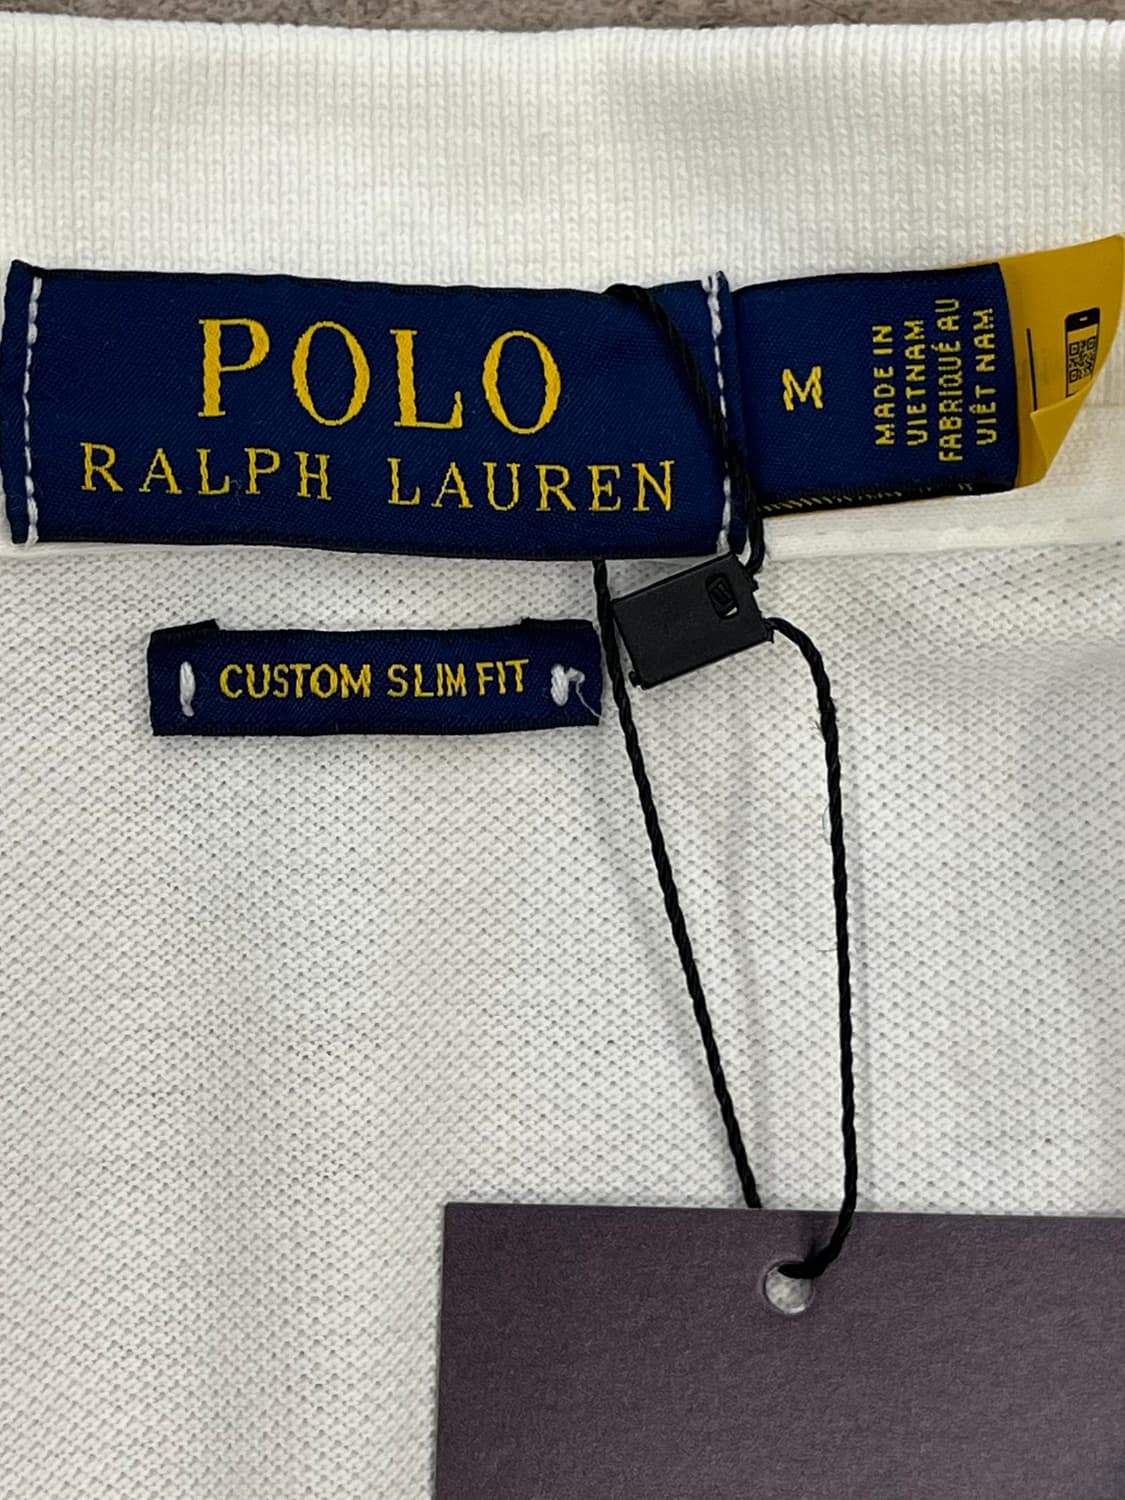 POLO
RALPH LAUREN
M
MADE IN
VIETNAM
FABRIQUÉ AU
VIÊT NAM
CUSTOM SLIM FIT